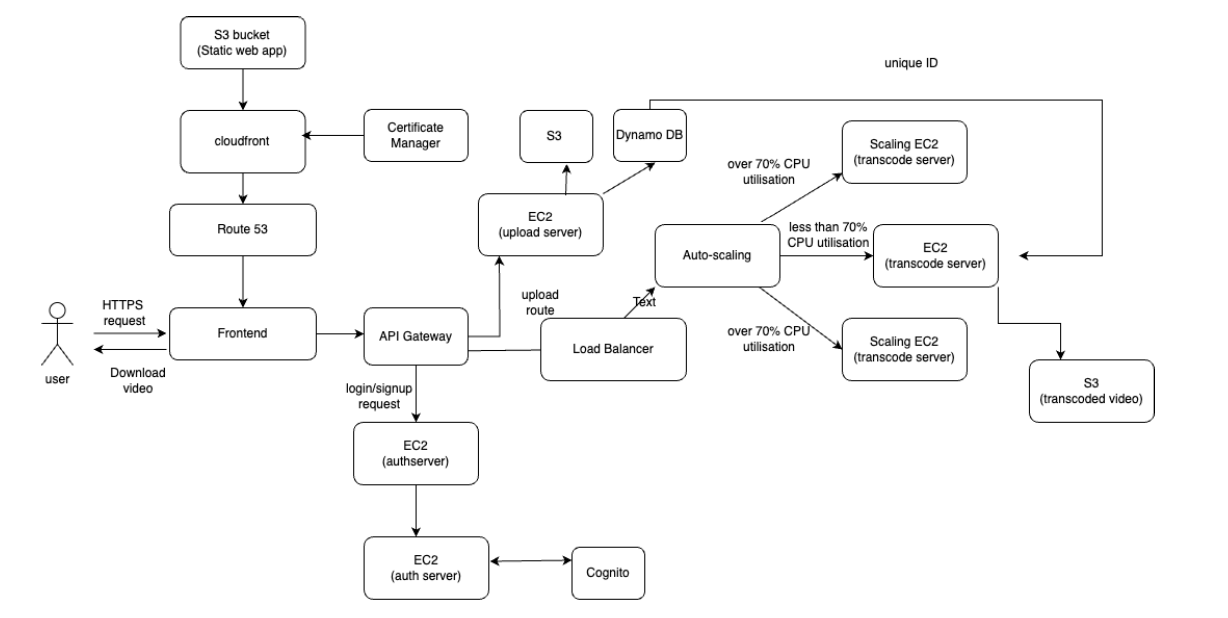 S3 bucket
(Static web app)
unique ID
cloudfront
Certificate
Manager
S3
Dynamo DB
Scaling EC2
(transcode server)
over 70% CPU
utilisation
Route 53
EC2
(upload server)
less than 70%
CPU utilisation
Auto-scaling
EC2
(transcode server)
HTTPS
request
Frontend
API Gateway
upload
route
Text
Load Balancer
over 70% CPU
utilisation
Scaling EC2
(transcode server)
user
Download
video
login/signup
request
S3
(transcoded video)
EC2
(authserver)
EC2
(auth server)
Cognito